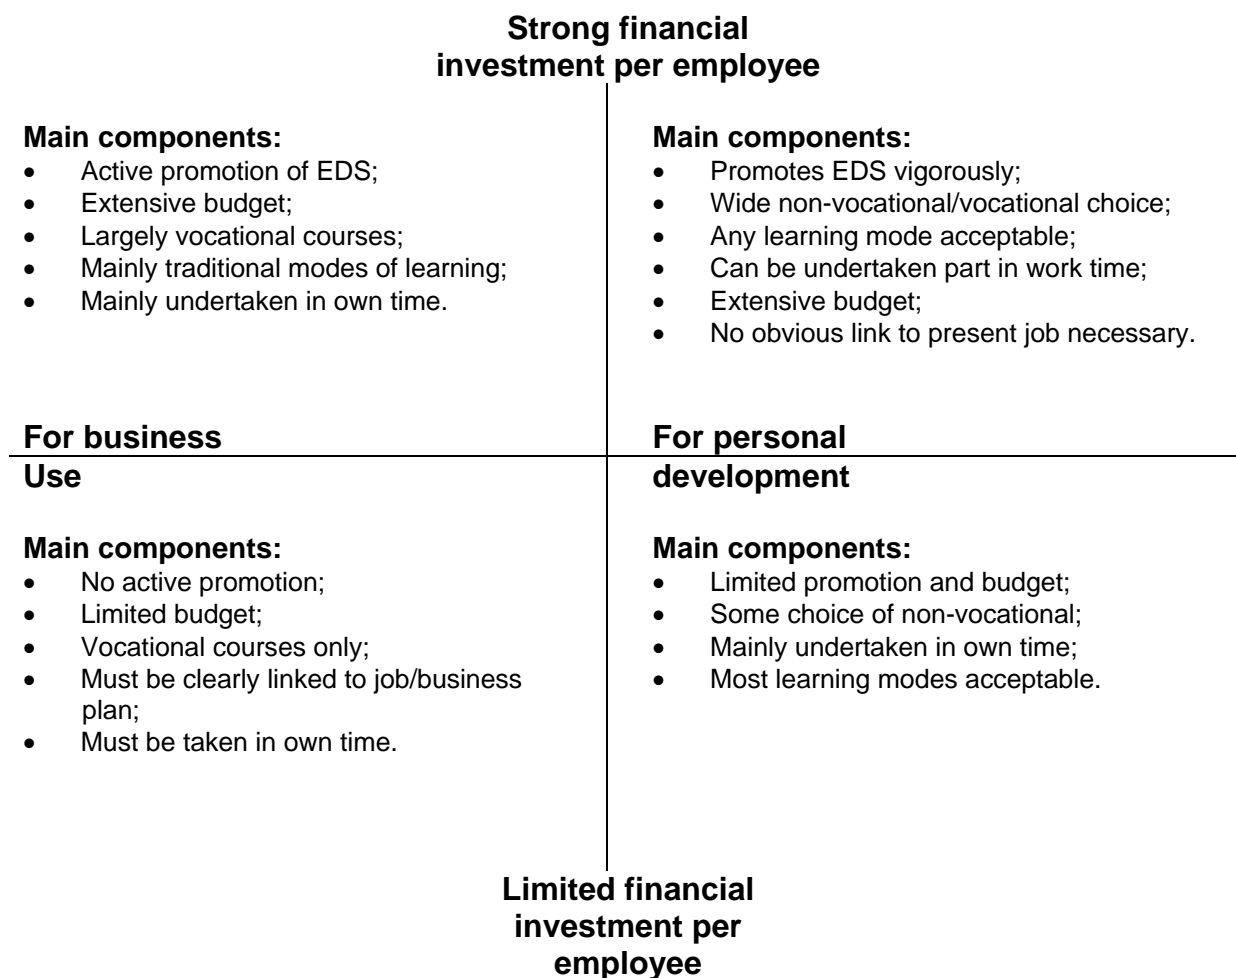 Strong financial
investment per employee
Main components:
• Active promotion of EDS;
• Extensive budget;
• Largely vocational courses;
• Mainly traditional modes of learning;
• Mainly undertaken in own time.
Main components:
• Promotes EDS vigorously;
• Wide non-vocational/vocational choice;
• Any learning mode acceptable;
• Can be undertaken part in work time;
• Extensive budget;
• No obvious link to present job necessary.
For business
Use
For personal
development
Main components:
• No active promotion;
• Limited budget;
• Vocational courses only;
• Must be clearly linked to job/business
plan;
• Must be taken in own time.
Main components:
• Limited promotion and budget;
• Some choice of non-vocational;
• Mainly undertaken in own time;
• Most learning modes acceptable.
Limited financial
investment per
employee